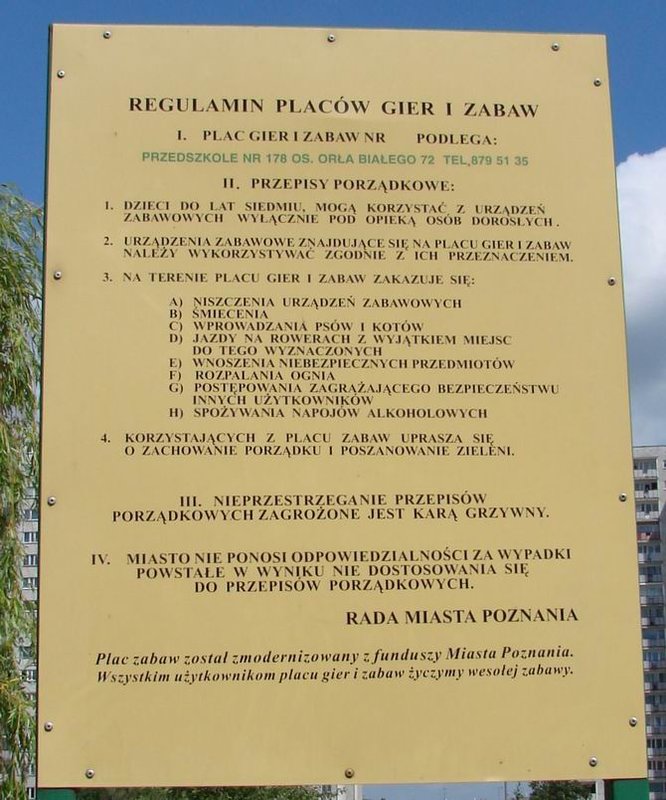 REGULAMIN PLACÓW GIER I ZABAW
I. PLAC GIER I ZABAW NR PODLEGA:
PRZEDSZKOLE NR 178 OS. ORŁA BIAŁEGO 72 TEL.879 51 35
II. PRZEPISY PORZĄDKOWE:
1. DZIECI DO LAT SIEDMIU, MOGĄ KORZYSTAĆ Z URZĄDZEŃ
ZABAWOWYCH WYŁĄCZNIE POD OPIEKĄ OSÓB DOROSŁYCH.
2. URZĄDZENIA ZABAWOWE ZNAJDUJĄCE SIĘ NA PLACU GIER I ZABAW
NALEŻY WYKORZYSTYWAĆ ZGODNIE Z ICH PRZEZNACZENIEM.
3. NA TERENIE PLACU GIER I ZABAW ZAKAZUJE SIĘ:
A) NISZCZENIA URZĄDZEŃ ZABAWOWYCH
B) ŚMIECENIA
C) WPROWADZANIA PSÓW I KOTÓW
D) JAZDY NA ROWERACH Z WYJĄTKIEM MIEJSC
DO TEGO WYZNACZONYCH
E) WNOSZENIA NIEBEZPIECZNYCH PRZEDMIOTÓW
F) ROZPALANIA OGNIA
G) POSTĘPOWANIA ZAGRĄŻAJĄCEGO BEZPIECZEŃSTWU
INNYCH UŻYTKOWNIKÓW
H) SPOŻYWANIA NAPOJÓW ALKOHOLOWYCH
4. KORZYSTAJĄCYCH Z PLACU ZABAW UPRASZA SIĘ
O ZACHOWANIE PORZĄDKU I POSZANOWANIE ZIELENI.
III. NIEPRZESTRZEGANIE PRZEPISÓW
PORZĄDKOWYCH ZAGROŻONE JEST KARĄ GRZYWNY.
IV. MIASTO NIE PONOSI ODPOWIEDZIALNOŚCI ZA WYPADKI
POWSTAŁE W WYNIKU NIE DOSTOSOWANIA SIĘ
DO PRZEPISÓW PORZĄDKOWYCH.
RADA MIASTA POZNANIA
Plac zabaw został zmodernizowany z funduszy Miasta Poznania.
Wszystkim użytkownikom placu gier i zabaw życzymy wesołej zabawy.